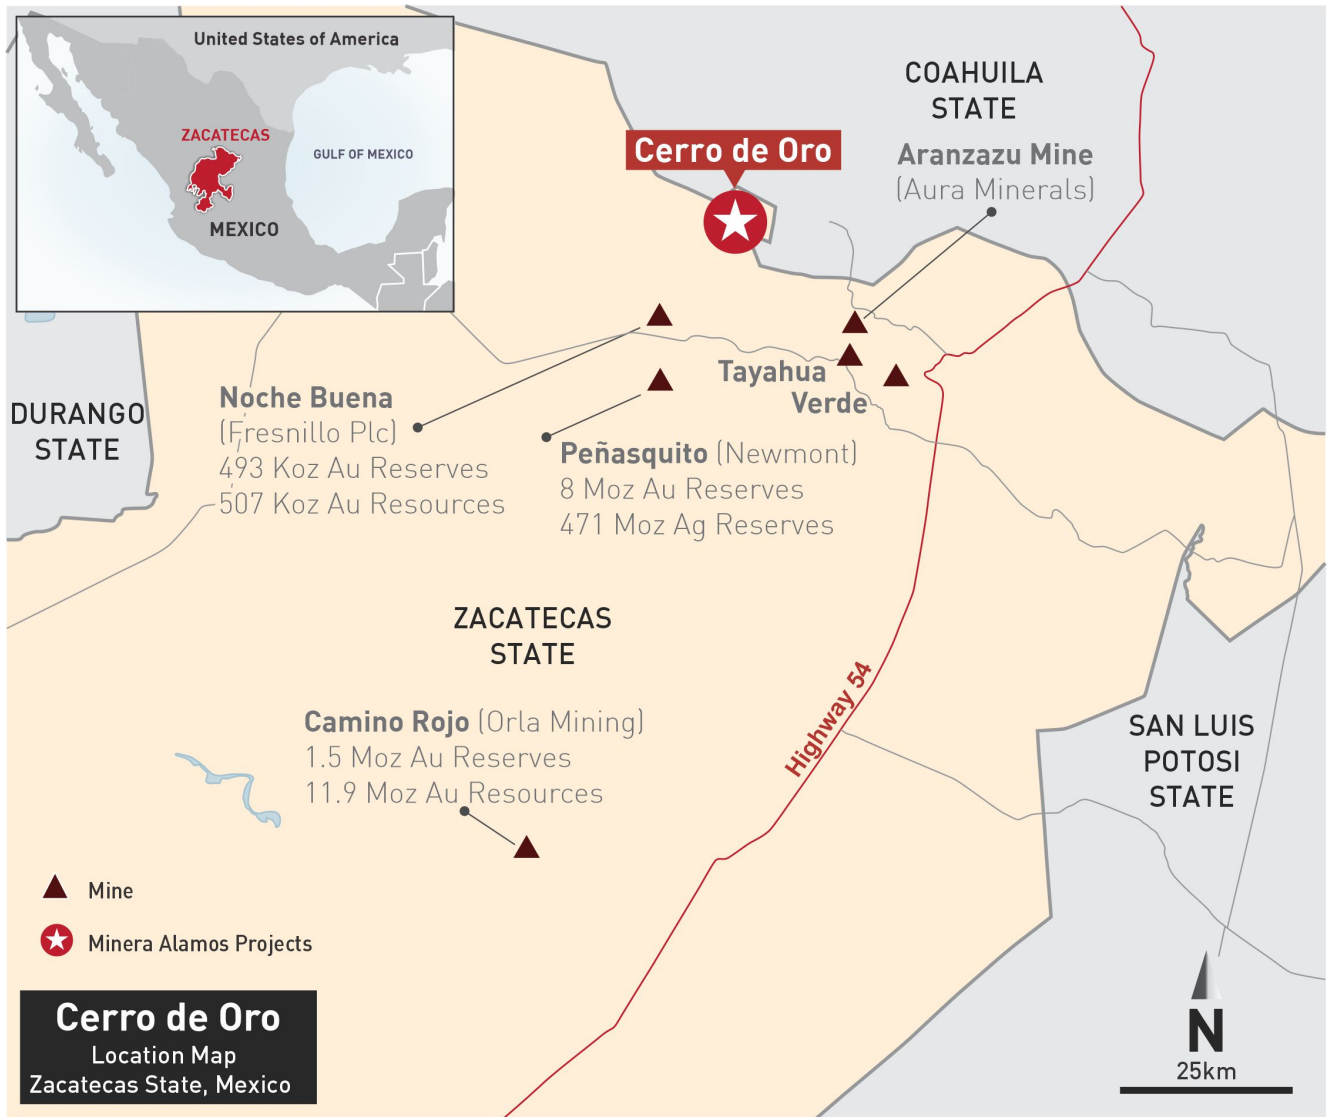 United States of America
ZACATECAS
GULF OF MEXICO
MEXICO
COAHUILA
STATE
Cerro de Oro
Aranzazu Mine
(Aura Minerals)
Tayahua
Verde
DURANGO
STATE
Noche Buena
(Fresnillo Plc)
493 Koz Au Reserves
507 Koz Au Resources
Peñasquito (Newmont)
8 Moz Au Reserves
471 Moz Ag Reserves
ZACATECAS
STATE
Highway 54
Camino Rojo (Orla Mining)
1.5 Moz Au Reserves
11.9 Moz Au Resources
SAN LUIS
POTOSI
STATE
Mine
Minera Alamos Projects
Cerro de Oro
Location Map
Zacatecas State, Mexico
N
25km